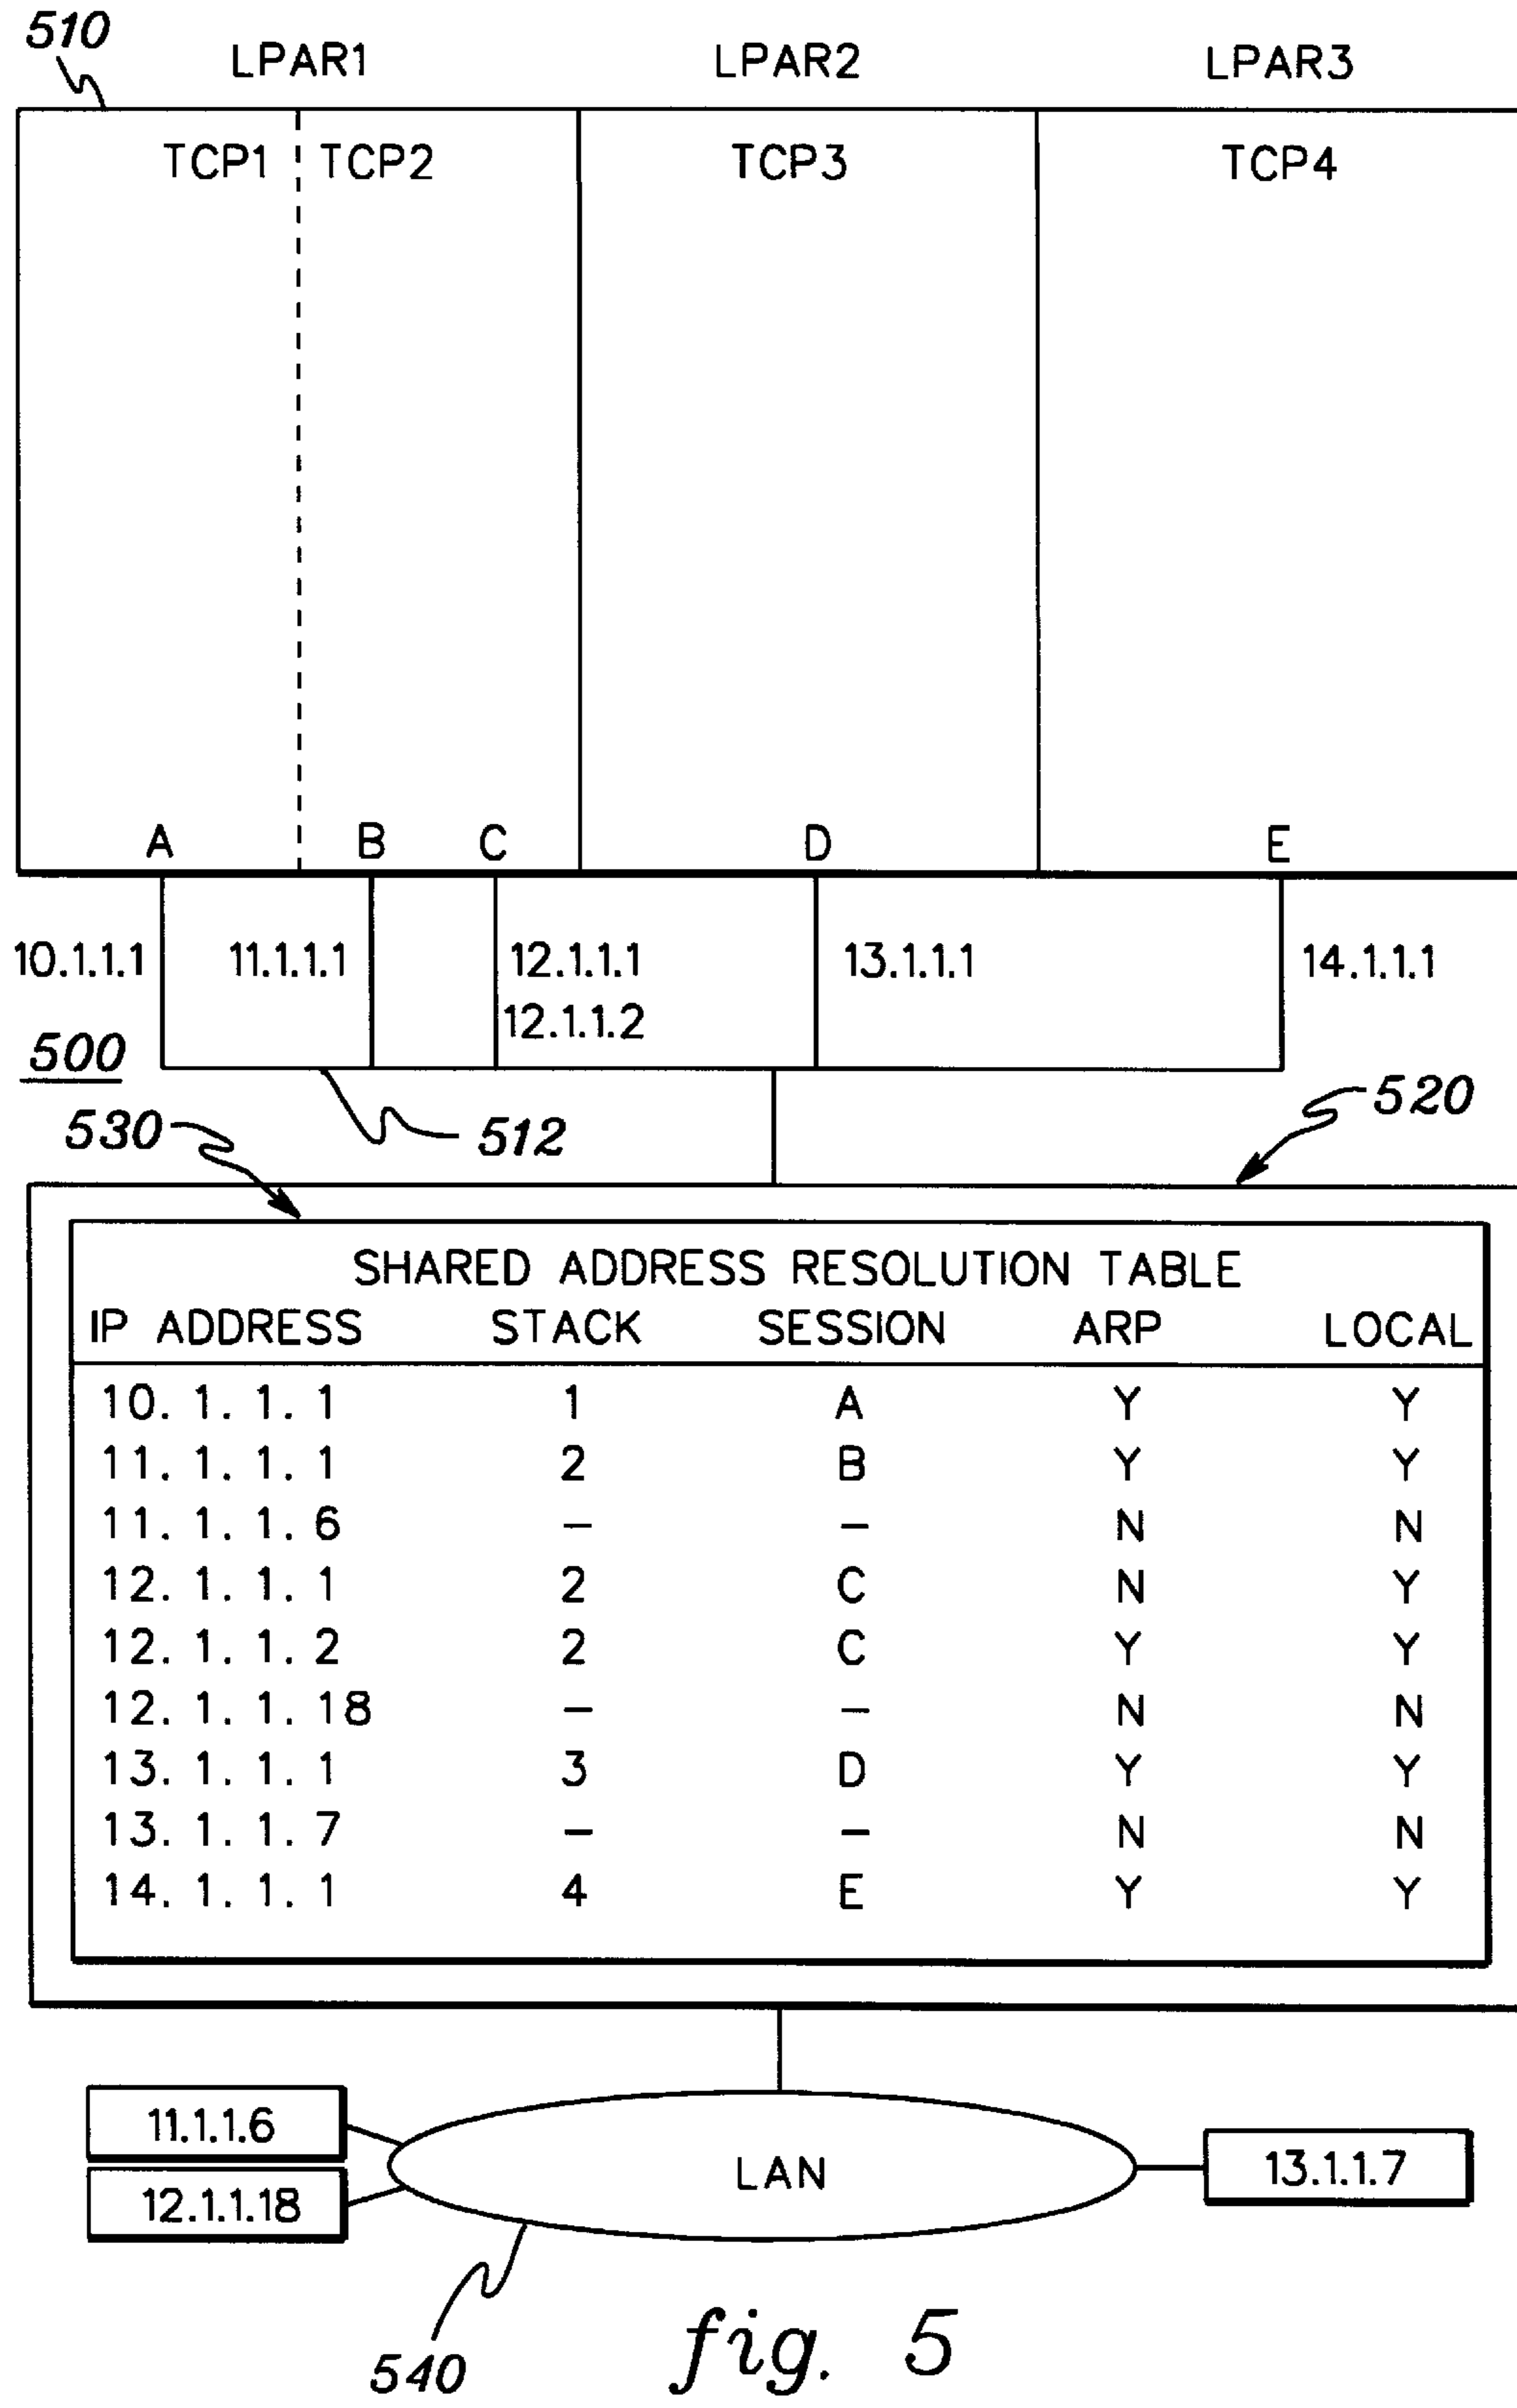 510
LPAR1 LPAR2 LPAR3
TCP1 TCP2 TCP3 TCP4
A B C D E
10.1.1.1 11.1.1.1 12.1.1.1 13.1.1.1 14.1.1.1
12.1.1.2
500
520
530
512
SHARED ADDRESS RESOLUTION TABLE
IP ADDRESS STACK SESSION ARP LOCAL
10. 1. 1. 1 1 A Y Y
11. 1. 1. 1 2 B Y Y
11. 1. 1. 6 – – N N
12. 1. 1. 1 2 C N Y
12. 1. 1. 2 2 C Y Y
12. 1. 1. 18 – – N N
13. 1. 1. 1 3 D Y Y
13. 1. 1. 7 – – N N
14. 1. 1. 1 4 E Y Y
11.1.1.6
LAN
13.1.1.7
12.1.1.18
540
fig. 5